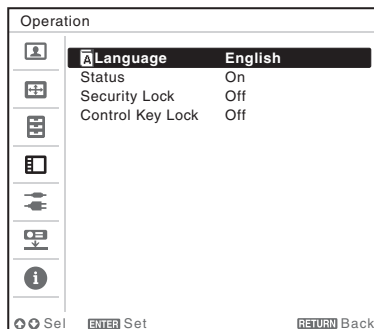 Operation
A Language English
Status On
Security Lock Off
Control Key Lock Off
Sel ENTER Set RETURN Back